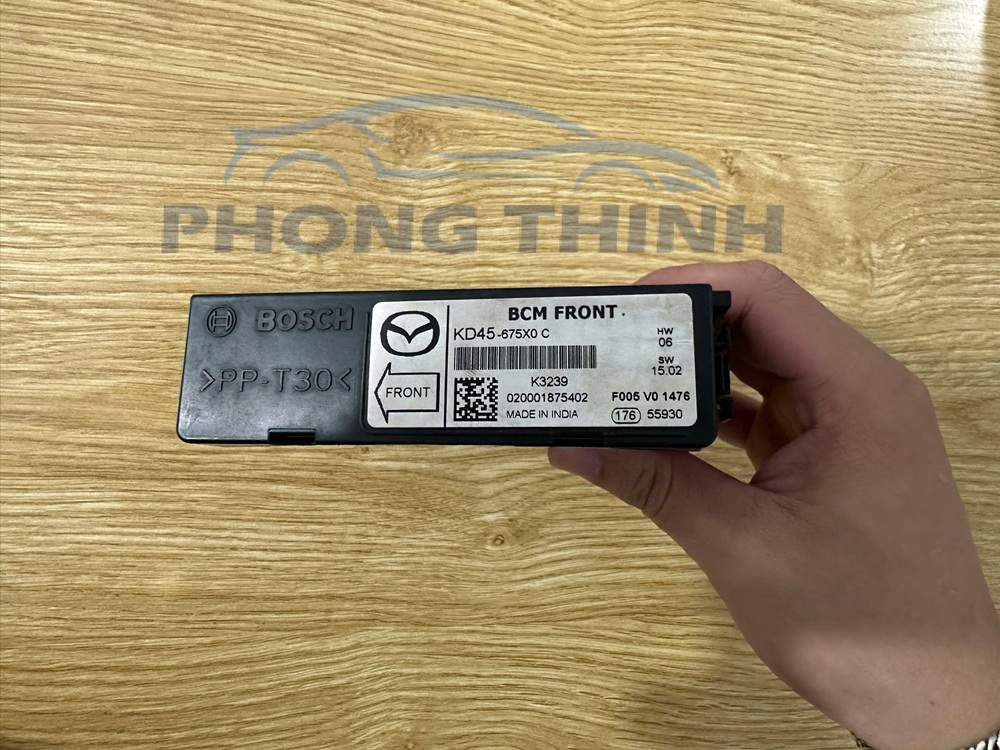 PHONG THINH
BOSCH
>PP-T30<
BCM FRONT .
KD45-675X0 C
HW
06
SW
15.02
FRONT
K3239
020001875402
MADE IN INDIA
F005 V0 1476
176 55930